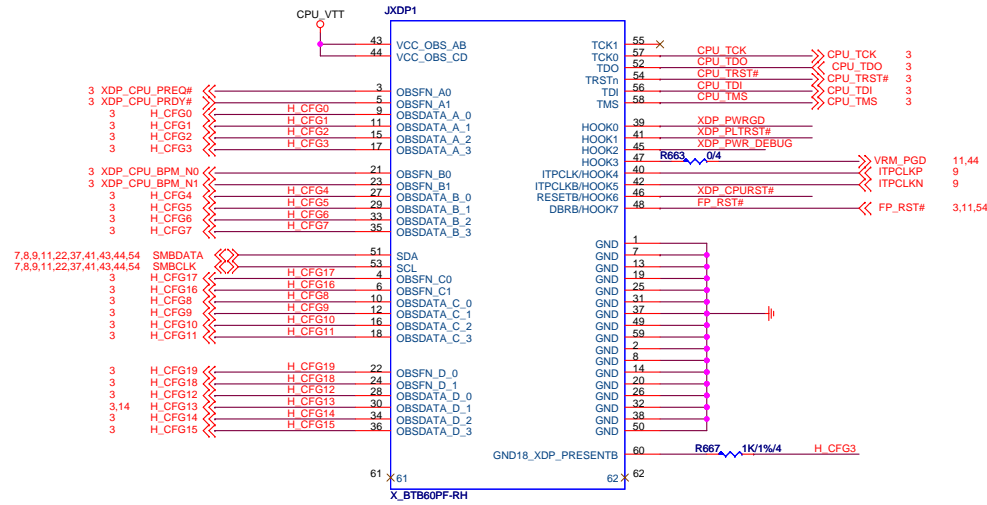 CPU_VTT
JXDP1
43 VCC_OBS_AB
44 VCC_OBS_CD
3 XDP_CPU_PREQ# 3 OBSFN_A0
3 XDP_CPU_PRDY# 5 OBSFN_A1
3 H_CFG0 H_CFG0 9 OBSDATA_A_0
3 H_CFG1 H_CFG1 11 OBSDATA_A_1
3 H_CFG2 H_CFG2 15 OBSDATA_A_2
3 H_CFG3 H_CFG3 17 OBSDATA_A_3
3 XDP_CPU_BPM_N0 21 OBSFN_B0
3 XDP_CPU_BPM_N1 23 OBSFN_B1
3 H_CFG4 H_CFG4 27 OBSDATA_B_0
3 H_CFG5 H_CFG5 29 OBSDATA_B_1
3 H_CFG6 H_CFG6 33 OBSDATA_B_2
3 H_CFG7 H_CFG7 35 OBSDATA_B_3
7,8,9,11,22,37,41,43,44,54 SMBDATA 51 SDA
7,8,9,11,22,37,41,43,44,54 SMBCLK 53 SCL
3 H_CFG17 H_CFG17 4 OBSFN_C0
3 H_CFG16 H_CFG16 6 OBSFN_C1
3 H_CFG8 H_CFG8 10 OBSDATA_C_0
3 H_CFG9 H_CFG9 12 OBSDATA_C_1
3 H_CFG10 H_CFG10 16 OBSDATA_C_2
3 H_CFG11 H_CFG11 18 OBSDATA_C_3
3 H_CFG19 H_CFG19 22 OBSFN_D_0
3 H_CFG18 H_CFG18 24 OBSFN_D_1
3 H_CFG12 H_CFG12 28 OBSDATA_D_0
3,14 H_CFG13 H_CFG13 30 OBSDATA_D_1
3 H_CFG14 H_CFG14 34 OBSDATA_D_2
3 H_CFG15 H_CFG15 36 OBSDATA_D_3
61 61
TCK1 55
TCK0 57 CPU_TCK CPU_TCK 3
TDO 52 CPU_TDO CPU_TDO 3
TRSTn 54 CPU_TRST# CPU_TRST# 3
TDI 56 CPU_TDI CPU_TDI 3
TMS 58 CPU_TMS CPU_TMS 3
HOOK0 39 XDP_PWRGD
HOOK1 41 XDP_PLTRST#
HOOK2 45 XDP_PWR_DEBUG
HOOK3 47 R663 0/4 VRM_PGD 11,44
ITPCLK/HOOK4 40 ITPCLKP 9
ITPCLKB/HOOK5 42 ITPCLKN 9
RESETB/HOOK6 46 XDP_CPURST#
DBRB/HOOK7 48 FP_RST# FP_RST# 3,11,54
GND 1
GND 7
GND 13
GND 19
GND 25
GND 31
GND 37
GND 49
GND 59
GND 2
GND 8
GND 14
GND 20
GND 26
GND 32
GND 38
GND 50
GND18_XDP_PRESENTB 60 R667 1K/1%/4 H_CFG3
62 62
X_BTB60PF-RH